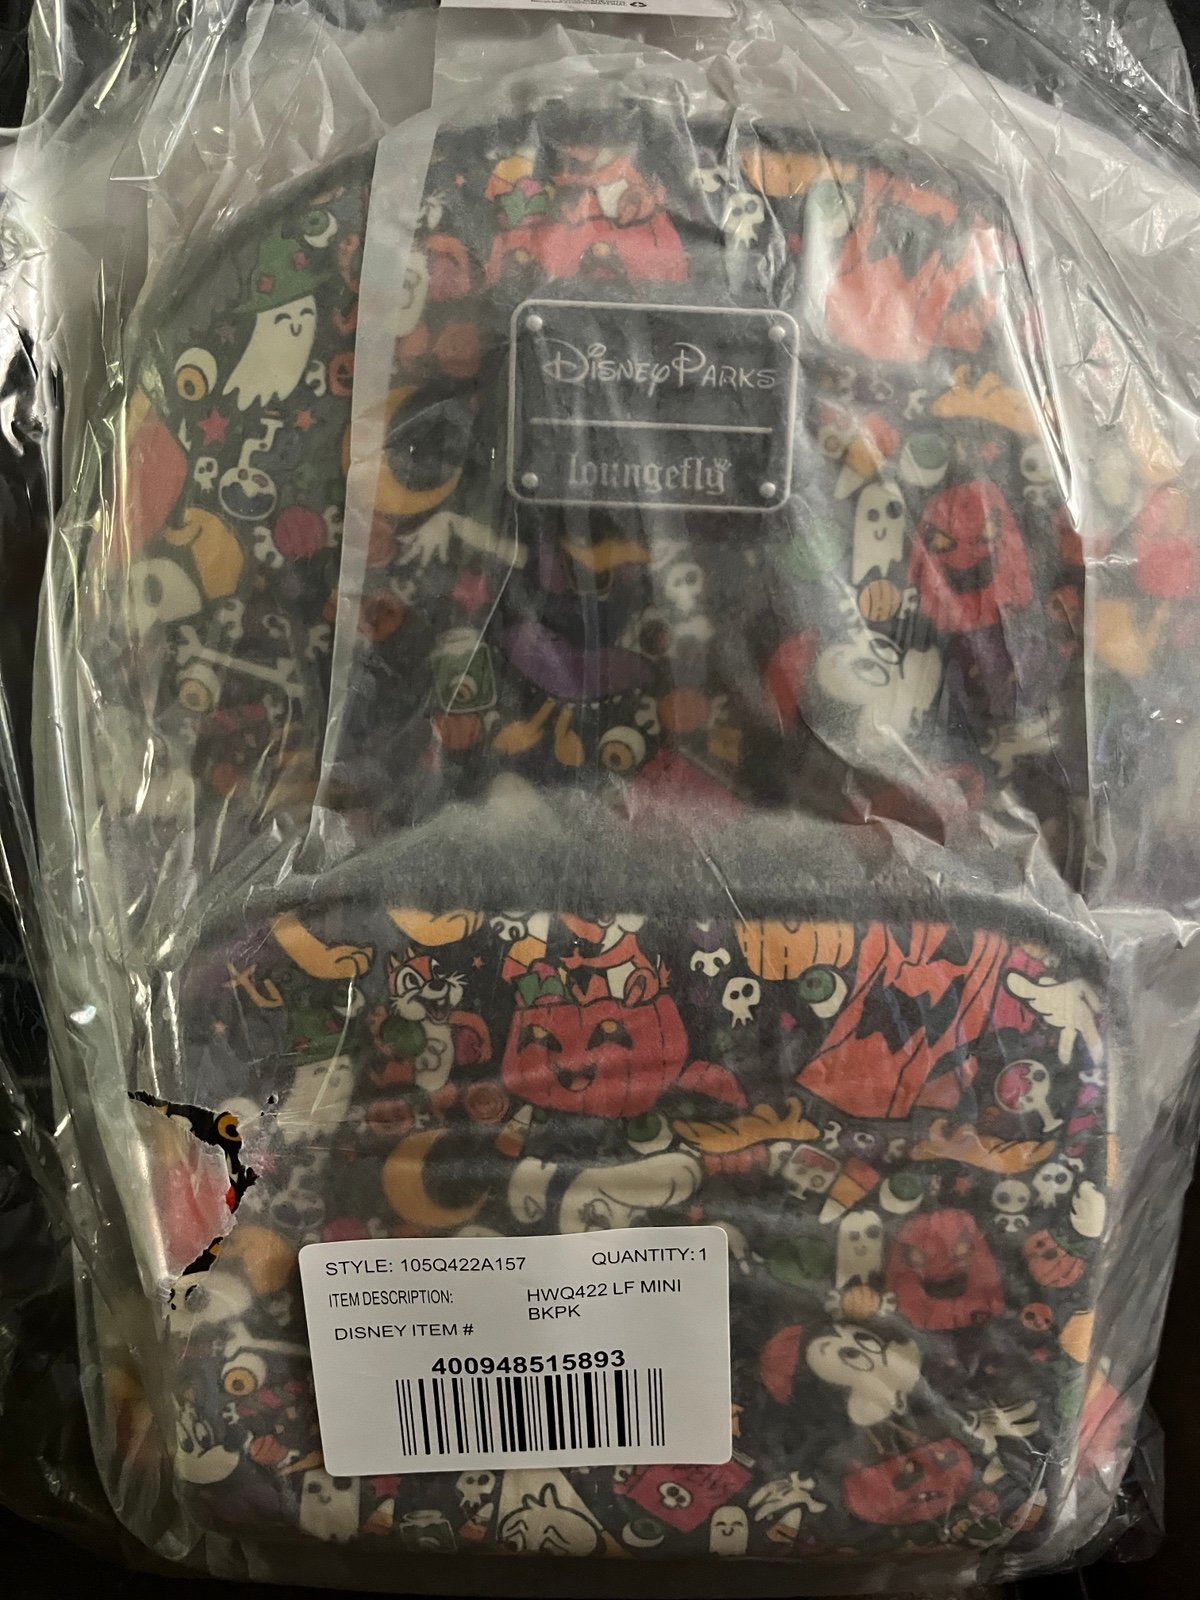 Disney Parks
loungefly
STYLE: 105Q422A157 QUANTITY: 1
ITEM DESCRIPTION: HWQ422 LF MINI
BKPK
DISNEY ITEM #
400948515893